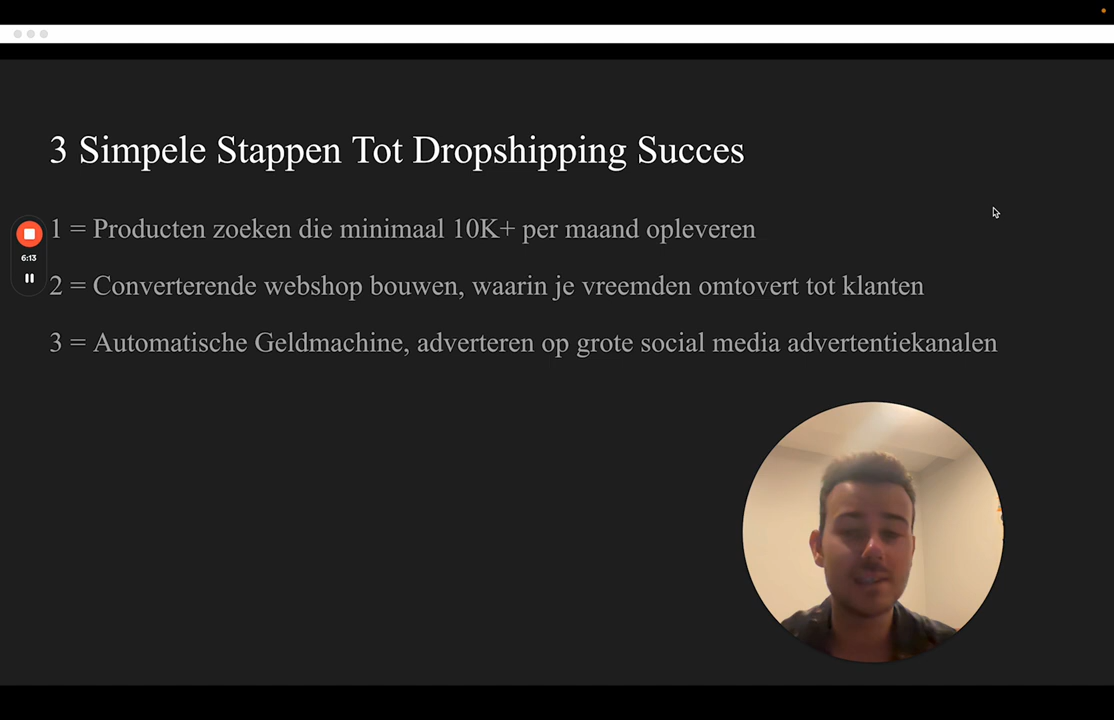 3 Simpele Stappen Tot Dropshipping Succes
1 = Producten zoeken die minimaal 10K+ per maand opleveren
6:13
2 = Converterende webshop bouwen, waarin je vreemden omtovert tot klanten
3 = Automatische Geldmachine, adverteren op grote social media advertentiekanalen